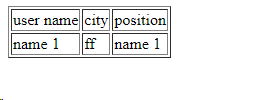 user name city position
name 1 ff name 1